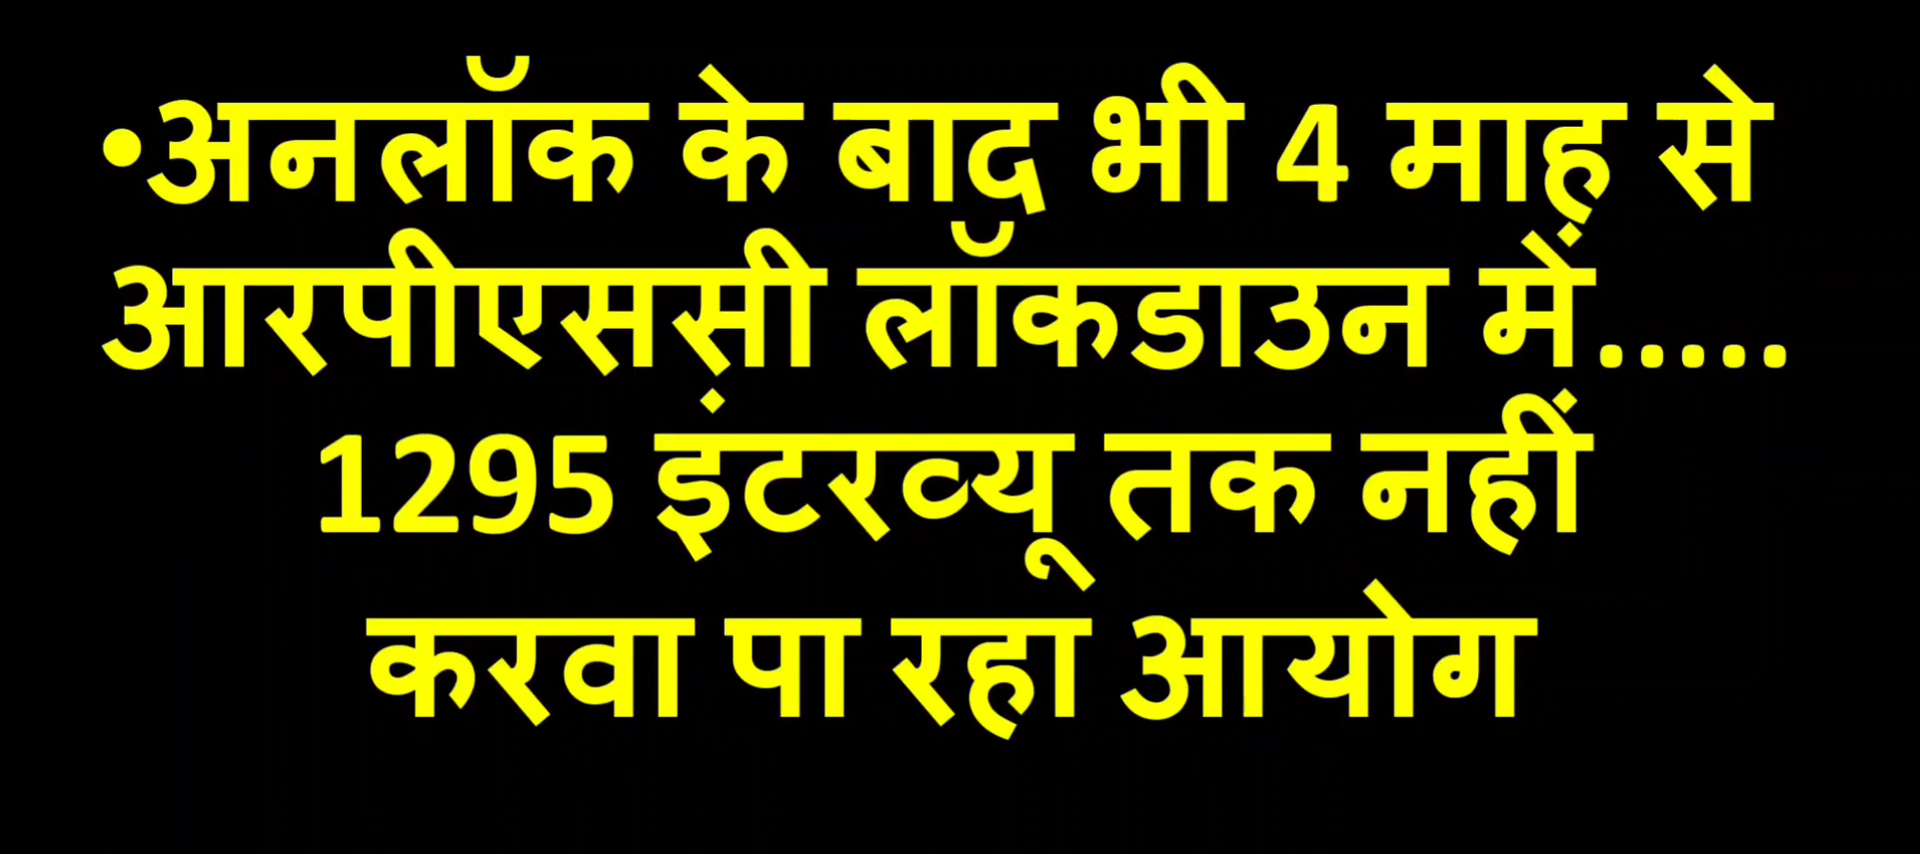 •अनलॉक के बाद भी 4 माह से
आरपीएससी लॉकडाउन में.....
1295 इंटरव्यू तक नहीं
करवा पा रहा आयोग